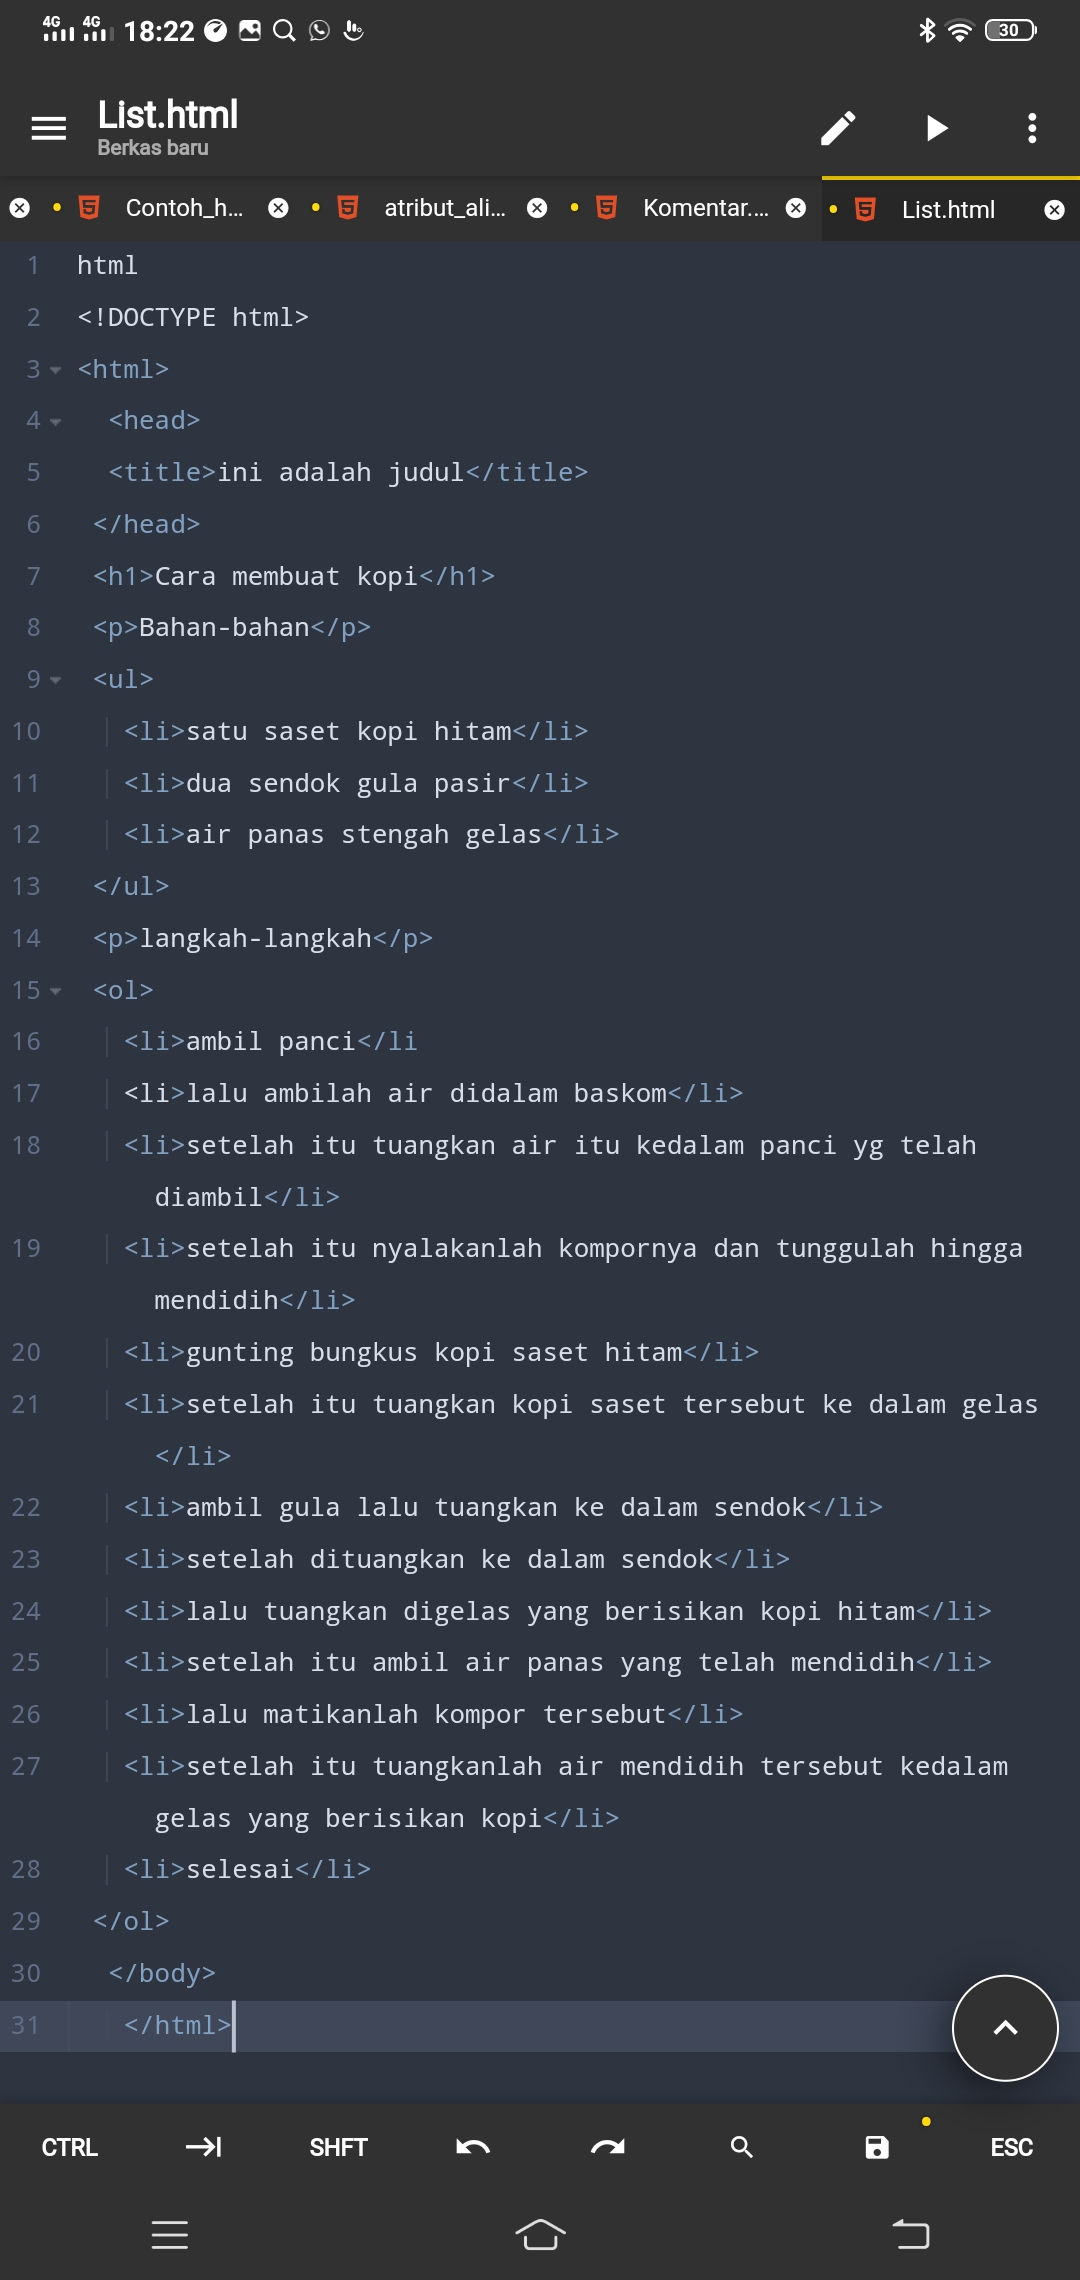 4G 4G 18:22 30
List.html
Berkas baru
Contoh_h... atribut_ali... Komentar.... List.html
1 html
2 <!DOCTYPE html>
3 <html>
4 <head>
5 <title>ini adalah judul</title>
6 </head>
7 <h1>Cara membuat kopi</h1>
8 <p>Bahan-bahan</p>
9 <ul>
10 <li>satu saset kopi hitam</li>
11 <li>dua sendok gula pasir</li>
12 <li>air panas stengah gelas</li>
13 </ul>
14 <p>langkah-langkah</p>
15 <ol>
16 <li>ambil panci</li
17 <li>lalu ambilah air didalam baskom</li>
18 <li>setelah itu tuangkan air itu kedalam panci yg telah
diambil</li>
19 <li>setelah itu nyalakanlah kompornya dan tunggulah hingga
mendidih</li>
20 <li>gunting bungkus kopi saset hitam</li>
21 <li>setelah itu tuangkan kopi saset tersebut ke dalam gelas
</li>
22 <li>ambil gula lalu tuangkan ke dalam sendok</li>
23 <li>setelah dituangkan ke dalam sendok</li>
24 <li>lalu tuangkan digelas yang berisikan kopi hitam</li>
25 <li>setelah itu ambil air panas yang telah mendidih</li>
26 <li>lalu matikanlah kompor tersebut</li>
27 <li>setelah itu tuangkanlah air mendidih tersebut kedalam
gelas yang berisikan kopi</li>
28 <li>selesai</li>
29 </ol>
30 </body>
31 </html>
CTRL SHFT ESC